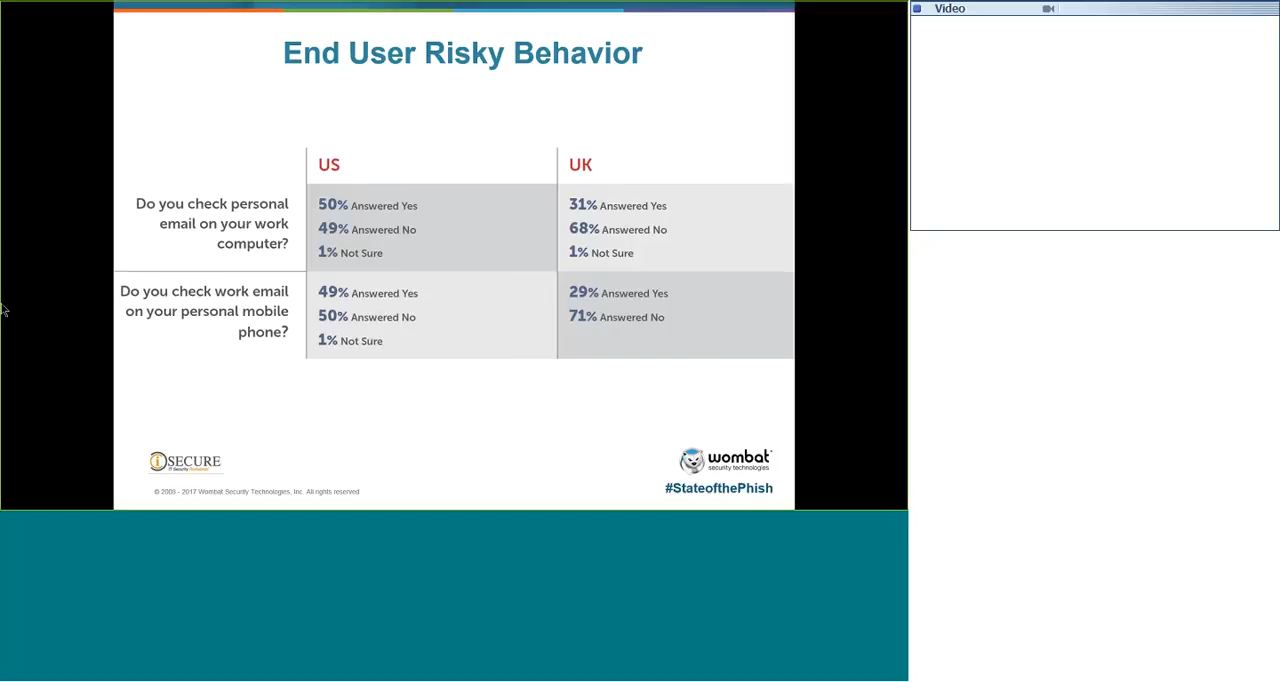 Video
End User Risky Behavior
US
UK
Do you check personal
email on your work
computer?
50% Answered Yes
49% Answered No
1% Not Sure
31% Answered Yes
68% Answered No
1% Not Sure
Do you check work email
on your personal mobile
phone?
49% Answered Yes
50% Answered No
1% Not Sure
29% Answered Yes
71% Answered No
iSECURE
wombat
security technologies
#StateofthePhish
© 2008 - 2017 Wombat Security Technologies, Inc. All rights reserved